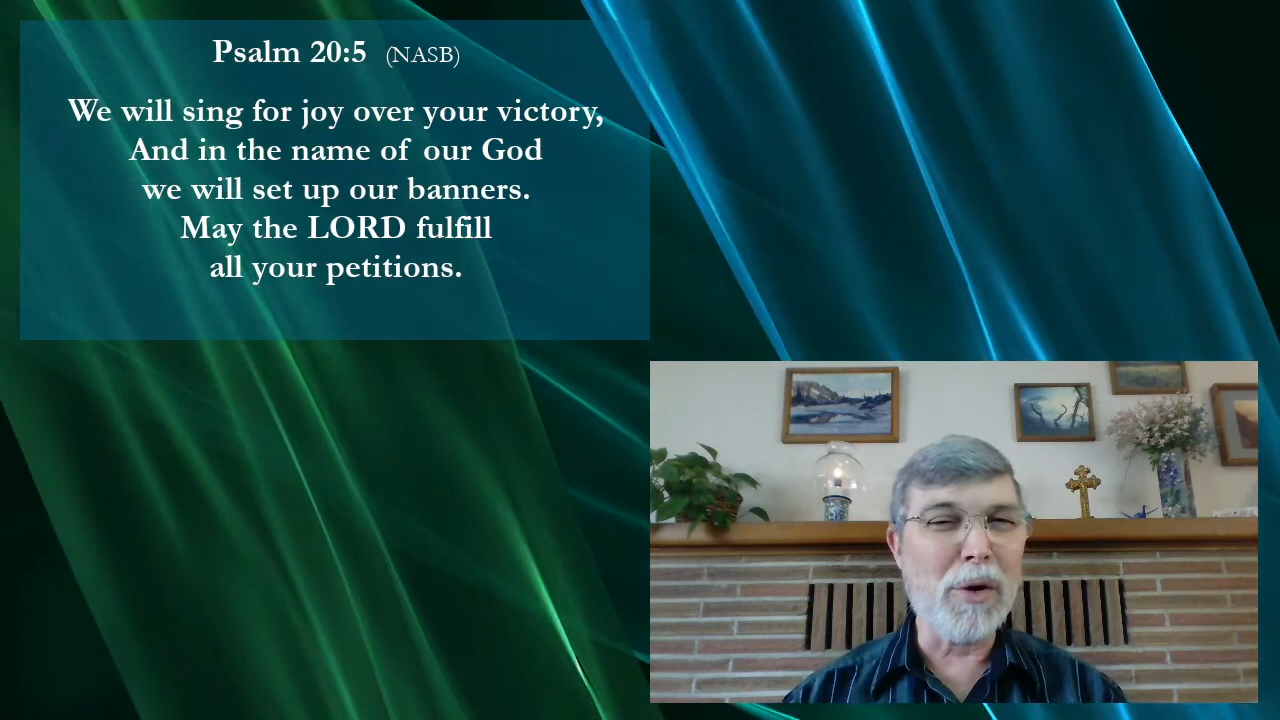 Psalm 20:5 (NASB)
We will sing for joy over your victory,
And in the name of our God
we will set up our banners.
May the LORD fulfill
all your petitions.